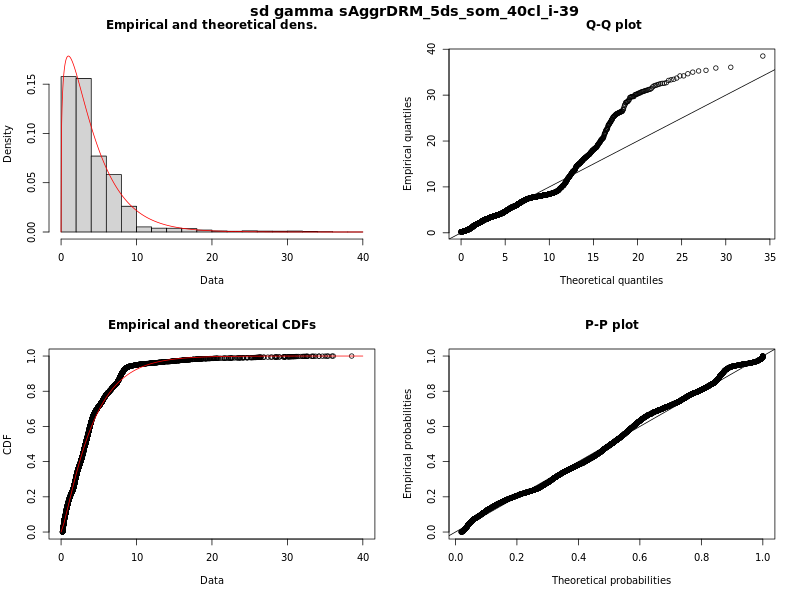 sd gamma sAggrDRM_5ds_som_40cl_i-39
Empirical and theoretical dens.
Density
0.00 0.05 0.10 0.15
0 10 20 30 40
Data
Q-Q plot
Empirical quantiles
0 10 20 30 40
0 5 10 15 20 25 30 35
Theoretical quantiles
Empirical and theoretical CDFs
CDF
0.0 0.2 0.4 0.6 0.8 1.0
0 10 20 30 40
Data
P-P plot
Empirical probabilities
0.0 0.2 0.4 0.6 0.8 1.0
0.0 0.2 0.4 0.6 0.8 1.0
Theoretical probabilities